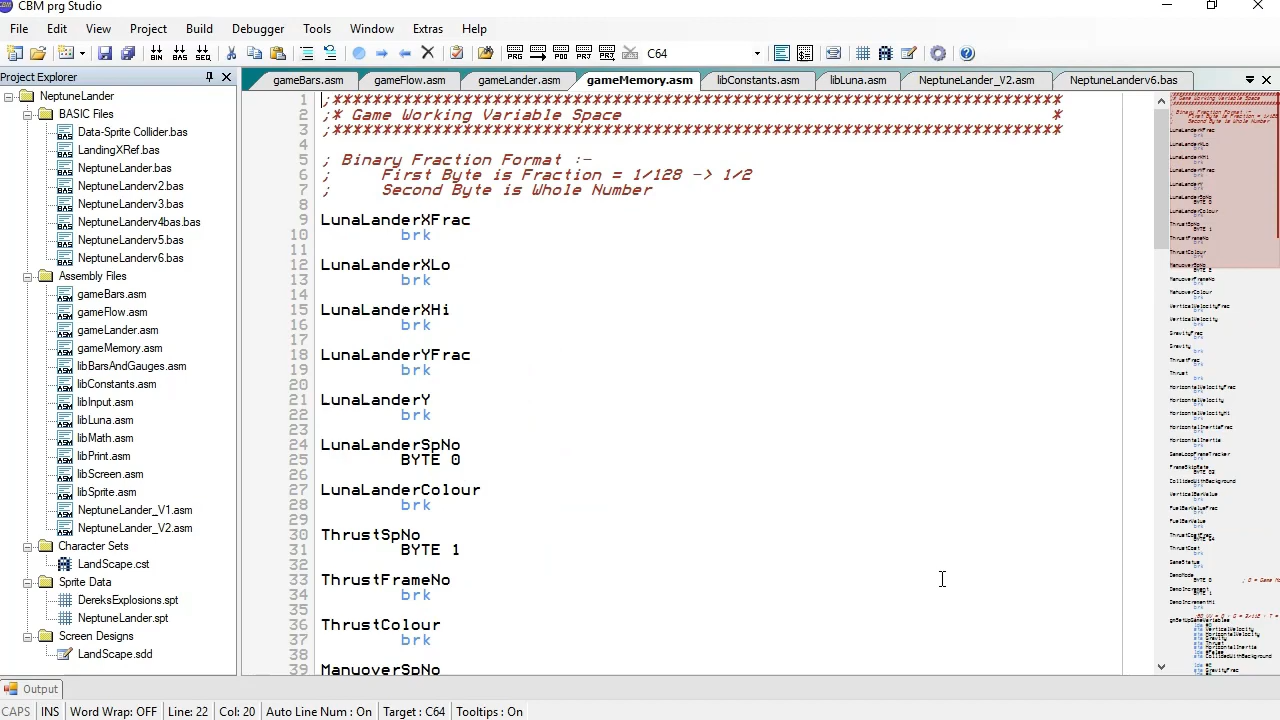 CBM prg Studio
File Edit View Project Build Debugger Tools Window Extras Help
C64
Project Explorer
gameBars.asm gameFlow.asm gameLander.asm gameMemory.asm libConstants.asm libLuna.asm NeptuneLander_V2.asm NeptuneLanderv6.bas
NeptuneLander
BASIC Files
Data-Sprite Collider.bas
LandingXRef.bas
NeptuneLander.bas
NeptuneLanderv2.bas
NeptuneLanderv3.bas
NeptuneLanderv4bas.bas
NeptuneLanderv5.bas
NeptuneLanderv6.bas
Assembly Files
gameBars.asm
gameFlow.asm
gameLander.asm
gameMemory.asm
libBarsAndGauges.asm
libConstants.asm
libInput.asm
libLuna.asm
libMath.asm
libPrint.asm
libScreen.asm
libSprite.asm
NeptuneLander_V1.asm
NeptuneLander_V2.asm
Character Sets
LandScape.cst
Sprite Data
DereksExplosions.spt
NeptuneLander.spt
Screen Designs
LandScape.sdd
1 ;*************************************************************************
2 ;* Game Working Variable Space *
3 ;*************************************************************************
4
5 ; Binary Fraction Format :-
6 ; First Byte is Fraction = 1/128 -> 1/2
7 ; Second Byte is Whole Number
8
9 LunaLanderXFrac
10 brk
11
12 LunaLanderXLo
13 brk
14
15 LunaLanderXHi
16 brk
17
18 LunaLanderYFrac
19 brk
20
21 LunaLanderY
22 brk
23
24 LunaLanderSpNo
25 BYTE 0
26
27 LunaLanderColour
28 brk
29
30 ThrustSpNo
31 BYTE 1
32
33 ThrustFrameNo
34 brk
35
36 ThrustColour
37 brk
38
39 ManuoverSpNo
Output
CAPS INS Word Wrap: OFF Line: 22 Col: 20 Auto Line Num : On Target : C64 Tooltips : On